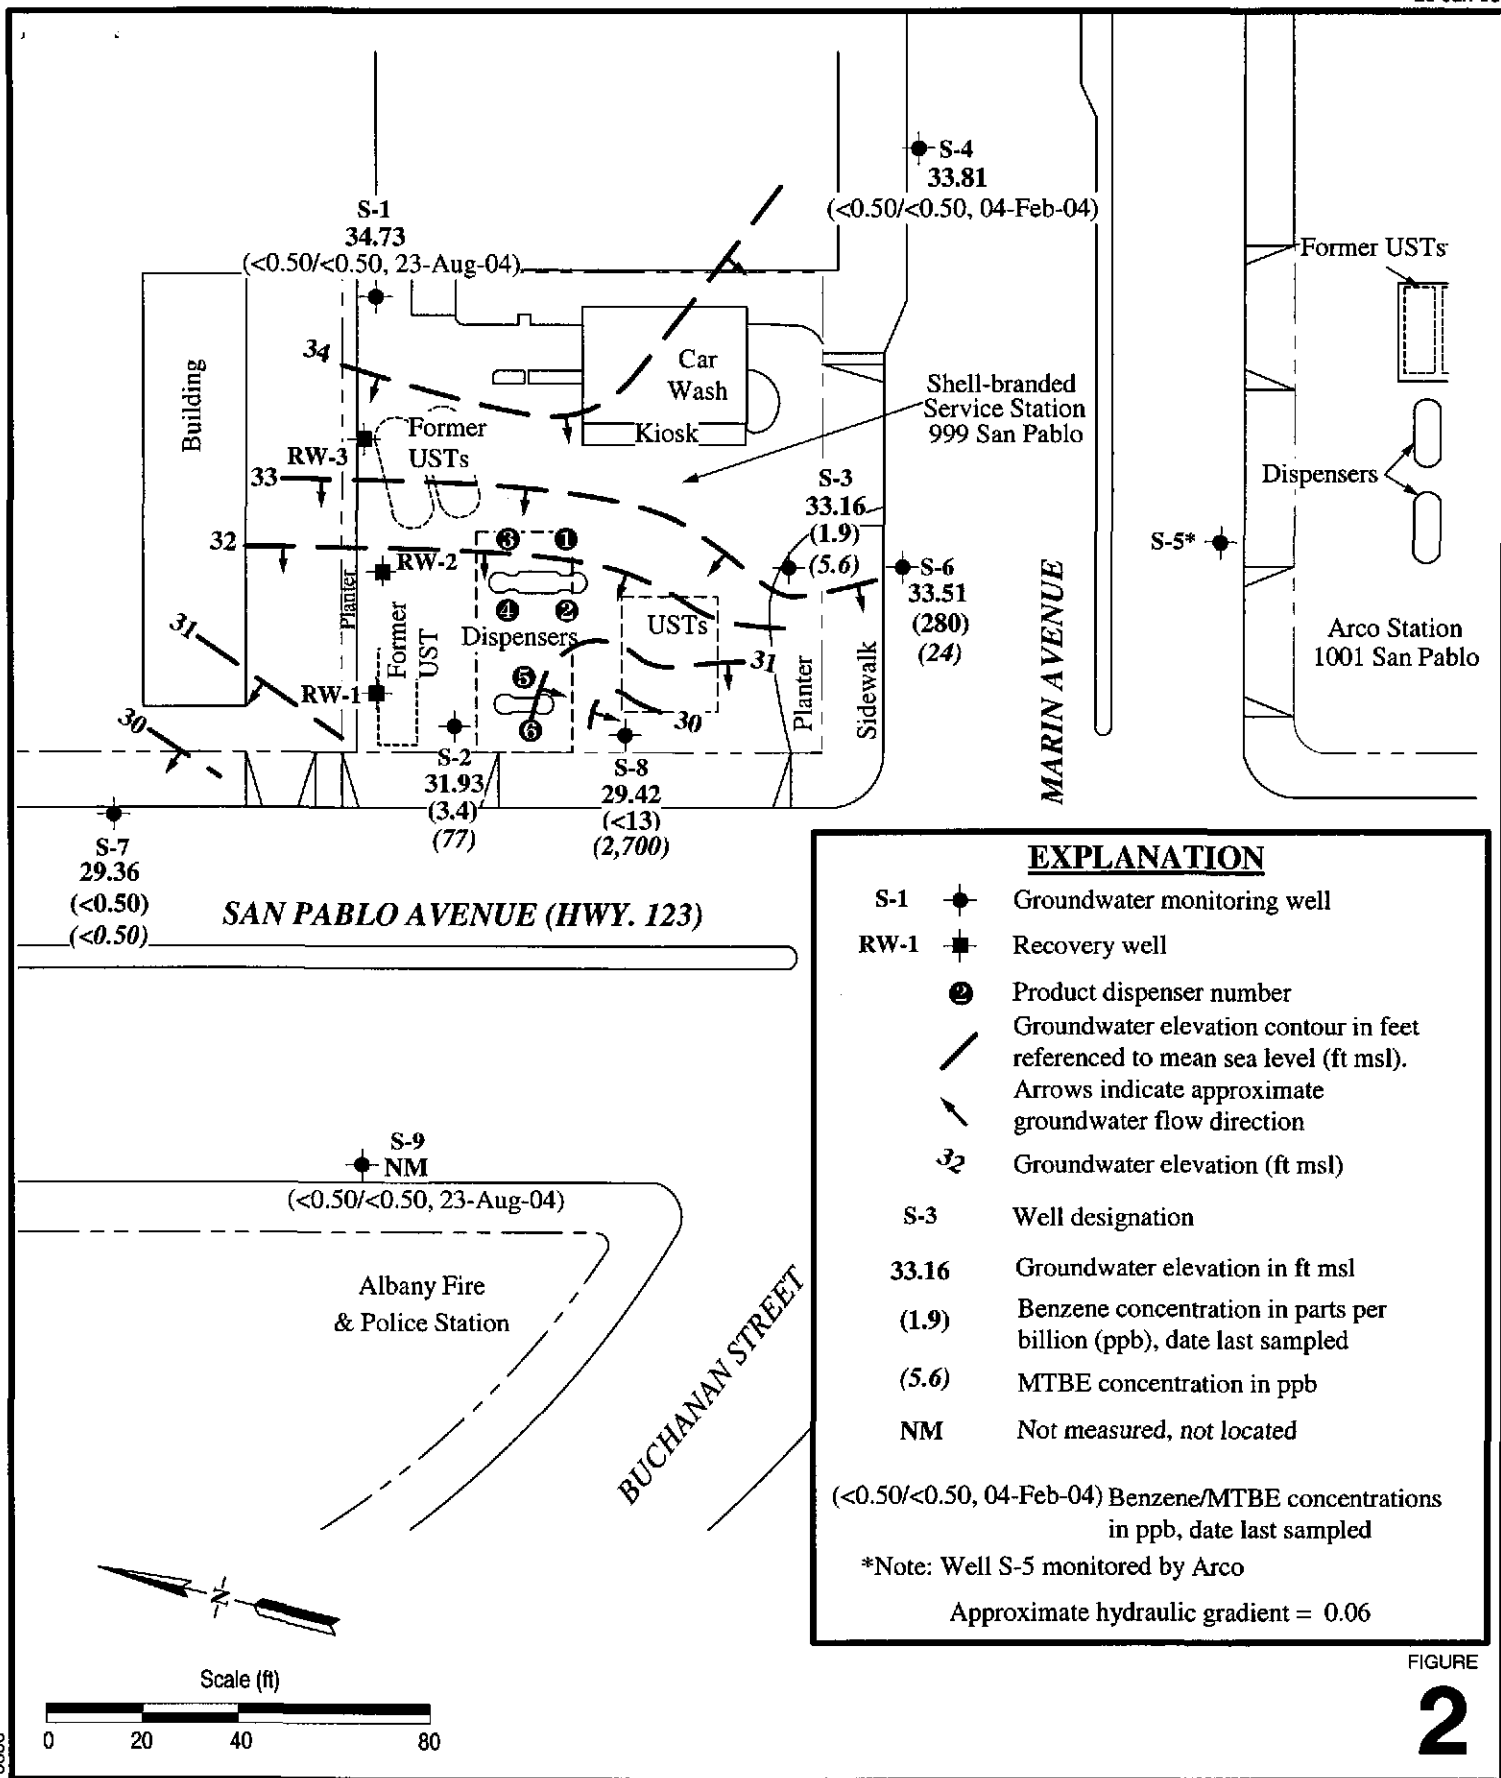 S-4
33.81
(<0.50/<0.50, 04-Feb-04)
S-1
34.73
(<0.50/<0.50, 23-Aug-04)
Former USTs
34
Building
Car
Wash
Kiosk
Shell-branded
Service Station
999 San Pablo
Former
USTs
RW-3
33
Dispensers
S-3
33.16
(1.9)
(5.6)
32
3
1
RW-2
S-5*
S-6
33.51
(280)
(24)
4
2
Planter
Former
UST
Dispensers
USTs
31
31
Arco Station
1001 San Pablo
MARIN AVENUE
Planter
Sidewalk
RW-1
5
6
30
30
S-2
31.93
(3.4)
(77)
S-8
29.42
(<13)
(2,700)
S-7
29.36
(<0.50)
(<0.50)
SAN PABLO AVENUE (HWY. 123)
EXPLANATION
S-1 Groundwater monitoring well
RW-1 Recovery well
2 Product dispenser number
Groundwater elevation contour in feet
referenced to mean sea level (ft msl).
Arrows indicate approximate
groundwater flow direction
32 Groundwater elevation (ft msl)
S-3 Well designation
33.16 Groundwater elevation in ft msl
(1.9) Benzene concentration in parts per
billion (ppb), date last sampled
(5.6) MTBE concentration in ppb
NM Not measured, not located
(<0.50/<0.50, 04-Feb-04) Benzene/MTBE concentrations
in ppb, date last sampled
*Note: Well S-5 monitored by Arco
Approximate hydraulic gradient = 0.06
S-9
NM
(<0.50/<0.50, 23-Aug-04)
Albany Fire
& Police Station
BUCHANAN STREET
N
Scale (ft)
0 20 40 80
FIGURE
2